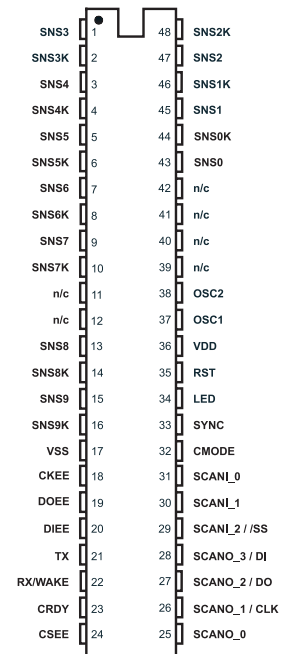 SNS3 1 48 SNS2K
SNS3K 2 47 SNS2
SNS4 3 46 SNS1K
SNS4K 4 45 SNS1
SNS5 5 44 SNS0K
SNS5K 6 43 SNS0
SNS6 7 42 n/c
SNS6K 8 41 n/c
SNS7 9 40 n/c
SNS7K 10 39 n/c
n/c 11 38 OSC2
n/c 12 37 OSC1
SNS8 13 36 VDD
SNS8K 14 35 RST
SNS9 15 34 LED
SNS9K 16 33 SYNC
VSS 17 32 CMODE
CKEE 18 31 SCANI_0
DOEE 19 30 SCANI_1
DIEE 20 29 SCANI_2 / /SS
TX 21 28 SCANO_3 / DI
RX/WAKE 22 27 SCANO_2 / DO
CRDY 23 26 SCANO_1 / CLK
CSEE 24 25 SCANO_0